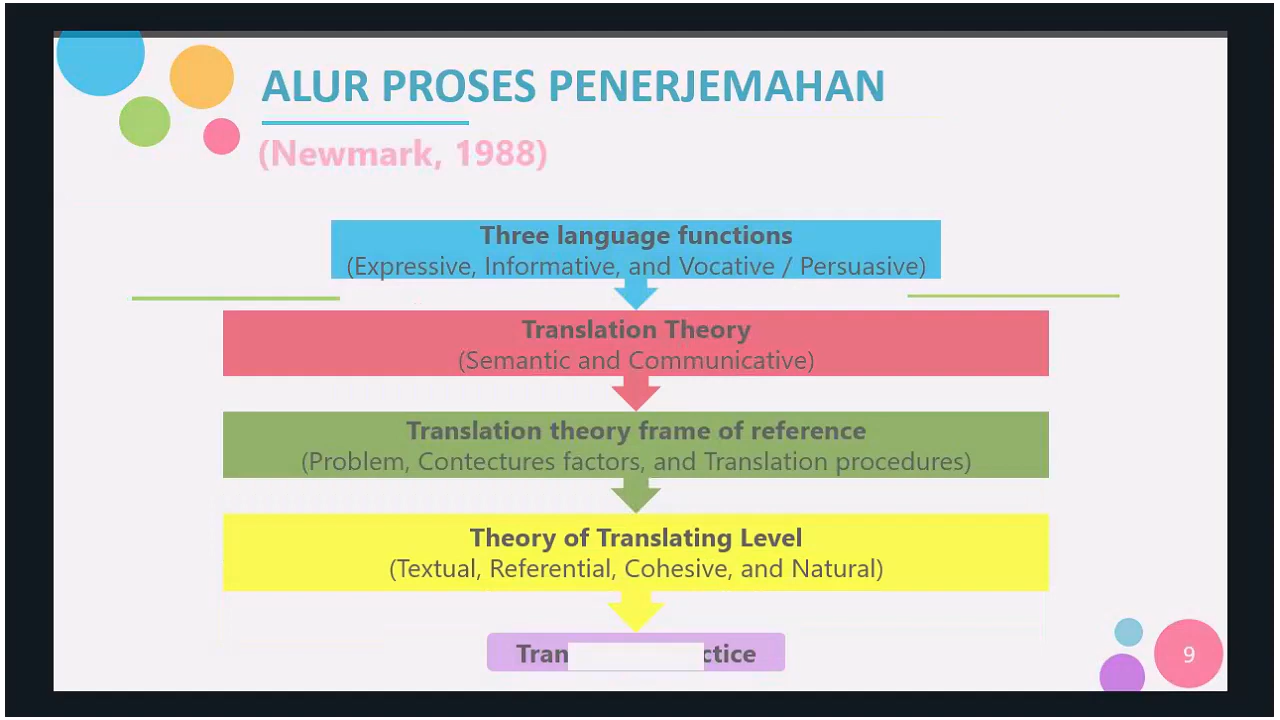 ALUR PROSES PENERJEMAHAN
(Newmark, 1988)
Three language functions
(Expressive, Informative, and Vocative / Persuasive)
Translation Theory
(Semantic and Communicative)
Translation theory frame of reference
(Problem, Contectures factors, and Translation procedures)
Theory of Translating Level
(Textual, Referential, Cohesive, and Natural)
9